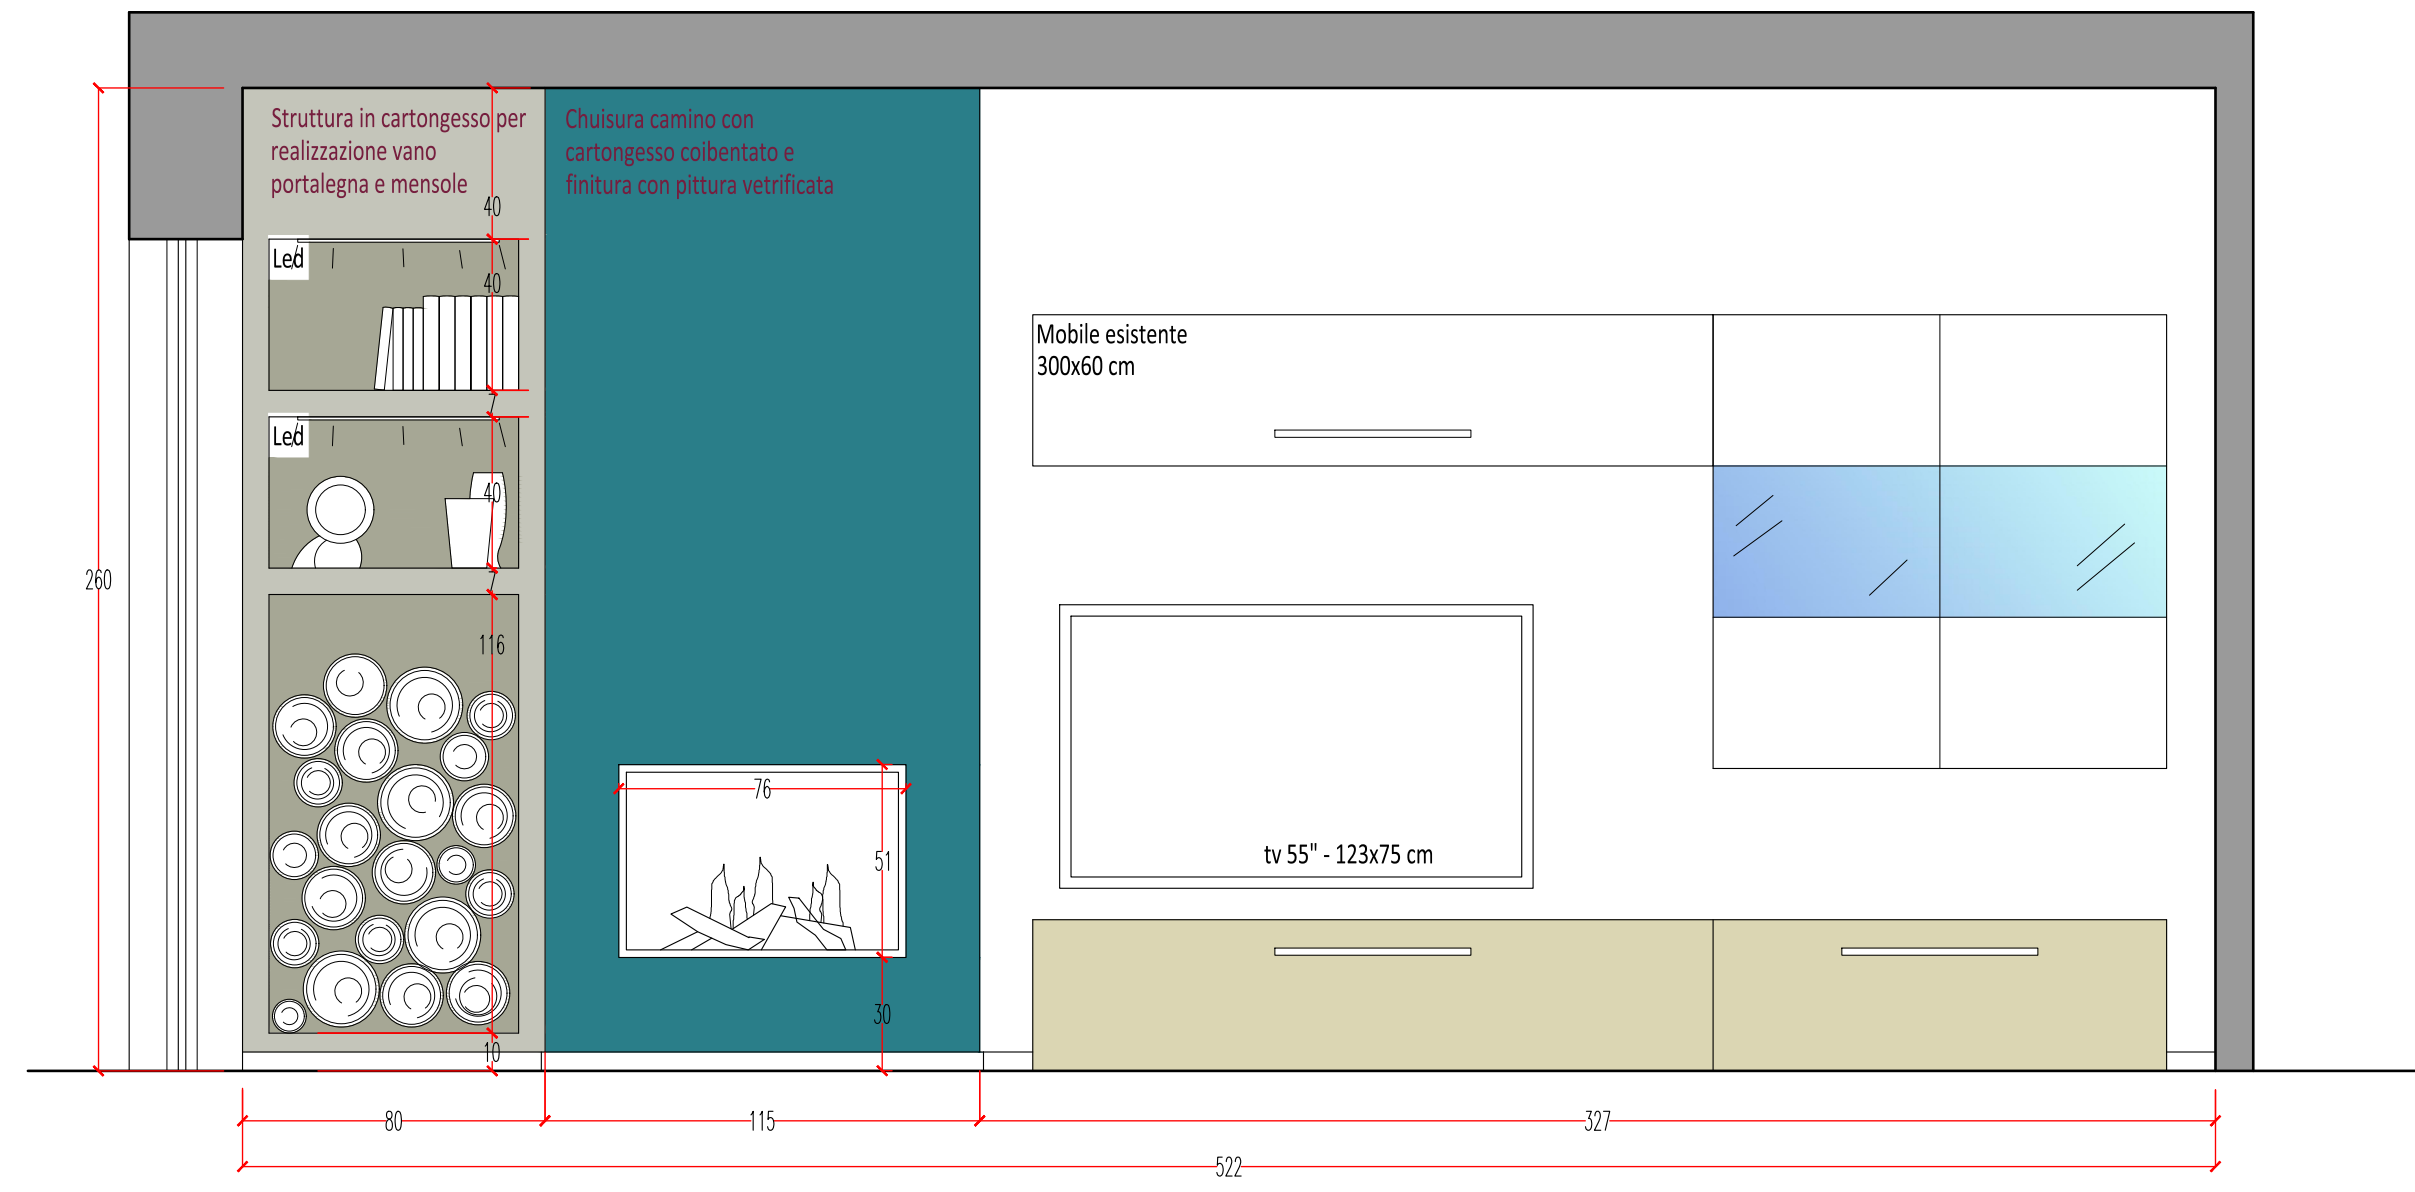 Struttura in cartongesso per
realizzazione vano
portalegna e mensole
Chuisura camino con
cartongesso coibentato e
finitura con pittura vetrificata
40
Led
40
Led
40
260
116
10
Mobile esistente
300x60 cm
76
51
30
tv 55" - 123x75 cm
80
115
327
522